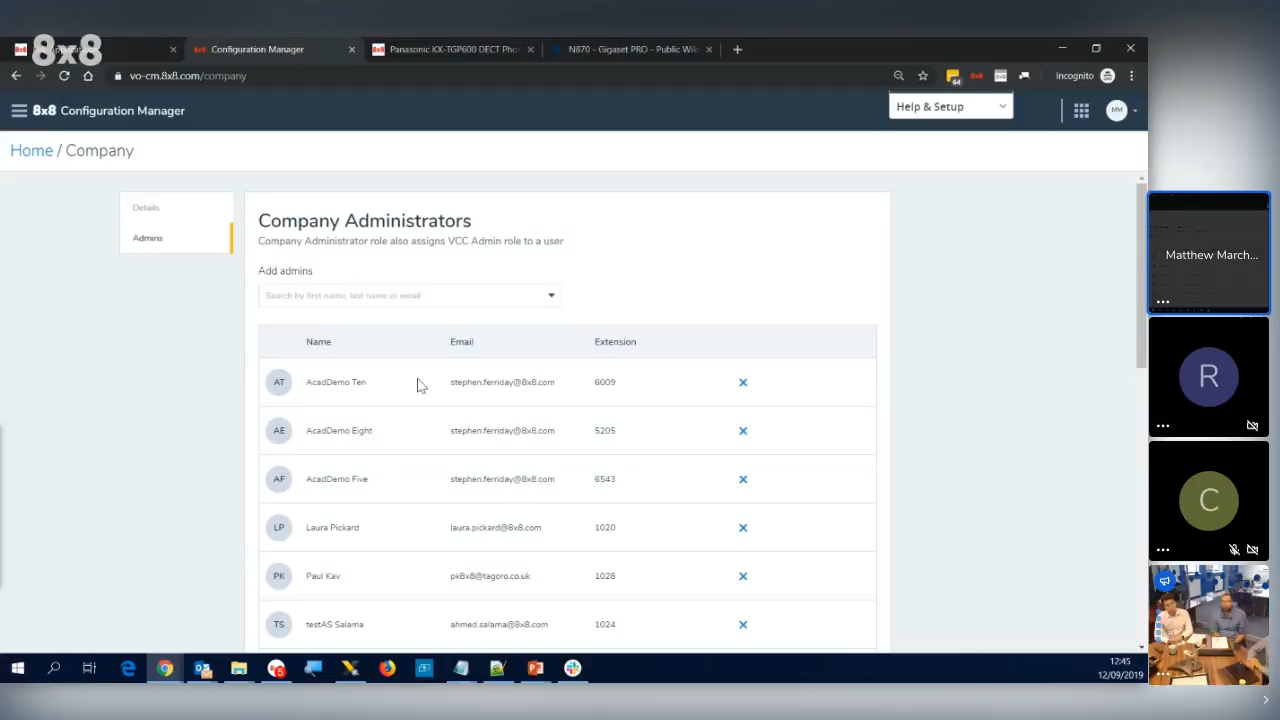 8x8
Configuration Manager
Panasonic KX-TGP600 DECT Pho
N870 - Gigaset PRO - Public Wik
vo-cm.8x8.com/company
64
Incognito
8x8 Configuration Manager
Help & Setup
MM
Home / Company
Details
Admins
Company Administrators
Company Administrator role also assigns VCC Admin role to a user
Add admins
Search by first name, last name or email
Name Email Extension
AT AcadDemo Ten stephen.ferriday@8x8.com 6009
AE AcadDemo Eight stephen.ferriday@8x8.com 5205
AF AcadDemo Five stephen.ferriday@8x8.com 6543
LP Laura Pickard laura.pickard@8x8.com 1020
PK Paul Kav pk8x8@tagoro.co.uk 1028
TS testAS Salama ahmed.salama@8x8.com 1024
Matthew March...
R
C
12:45
12/09/2019